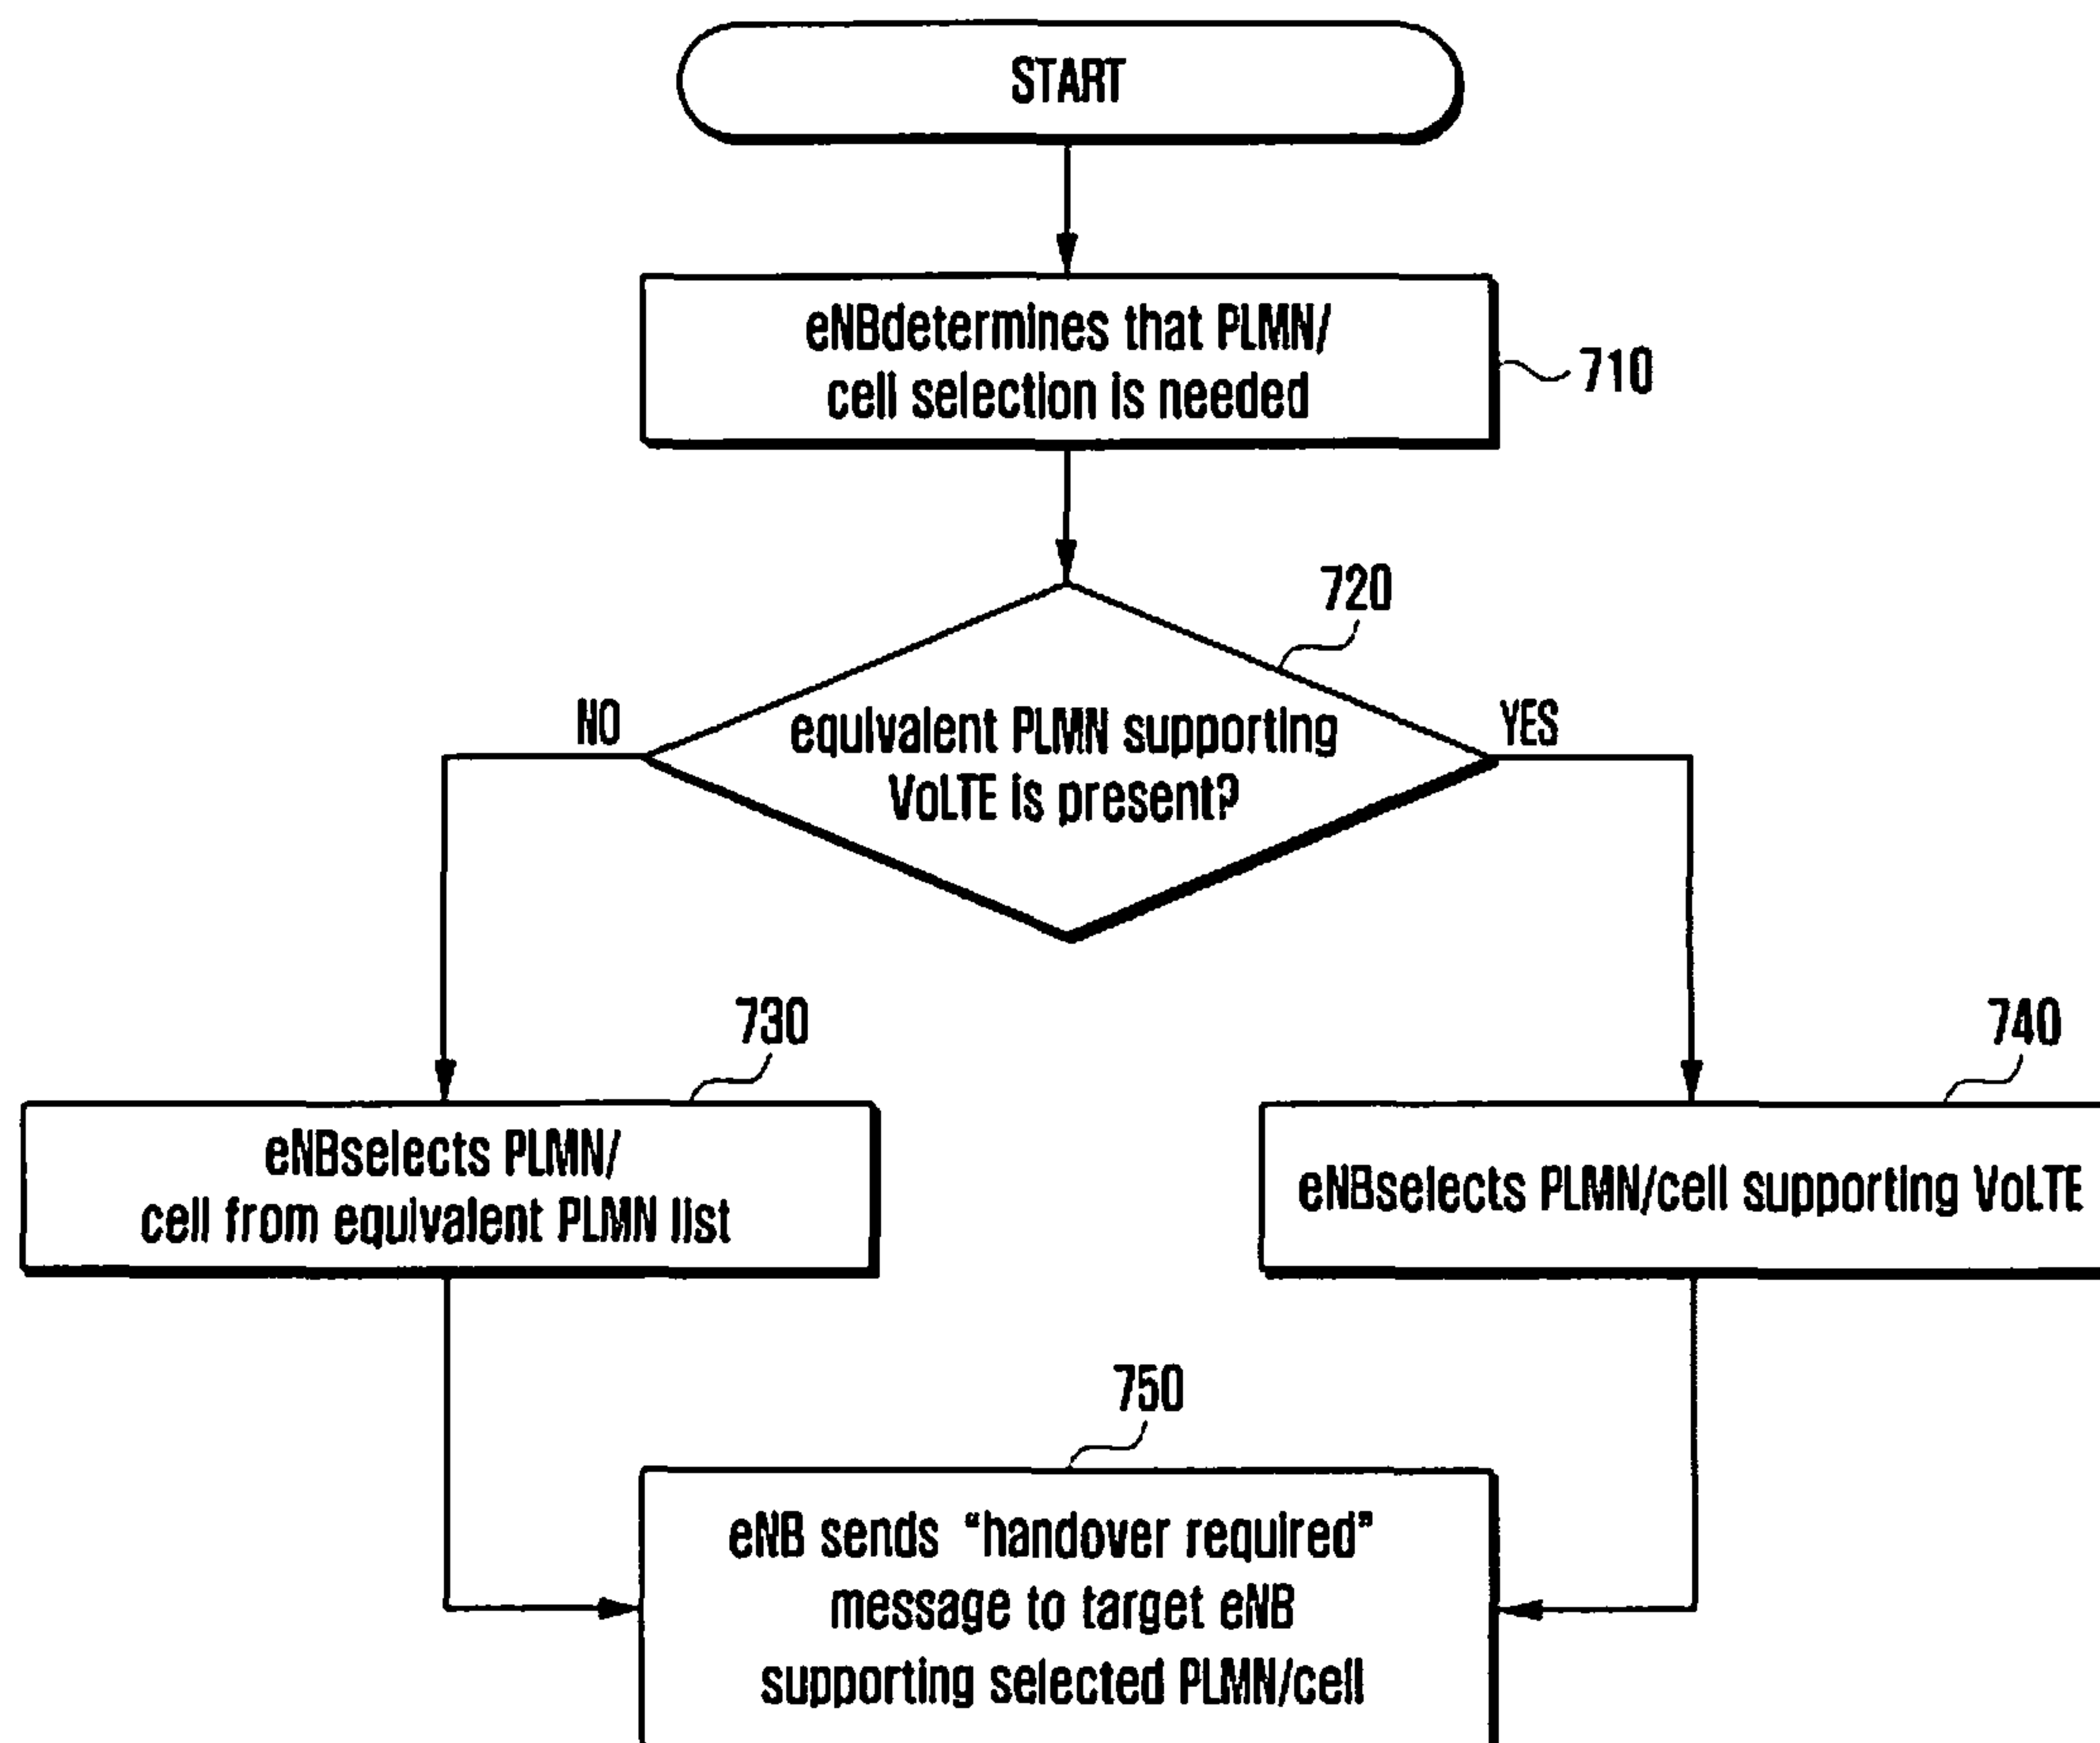 START
eNBdetermines that PLMN/
cell selection is needed
710
720
NO
equivalent PLMN supporting
VoLTE is present?
YES
730
740
eNBselects PLMN/
cell from equivalent PLMN list
eNBselects PLMN/cell supporting VoLTE
750
eNB sends “handover required”
message to target eNB
supporting selected PLMN/cell